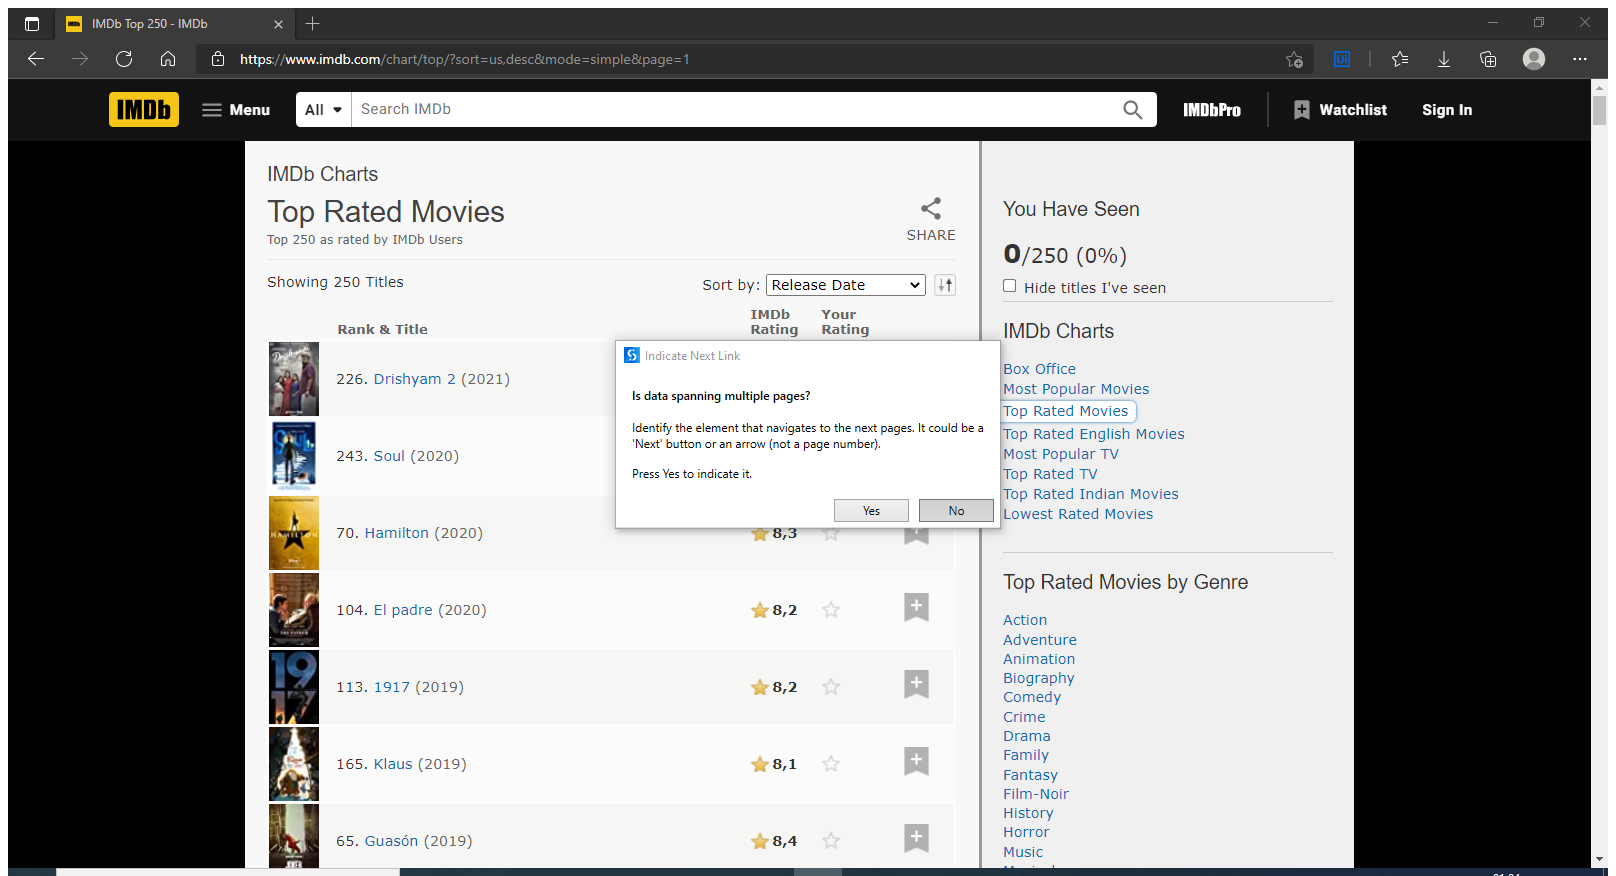 IMDb Top 250 - IMDb
https://www.imdb.com/chart/top/?sort=us,desc&mode=simple&page=1
IMDb
Menu
All
Search IMDb
IMDbPro
Watchlist
Sign In
IMDb Charts
Top Rated Movies
Top 250 as rated by IMDb Users
SHARE
Showing 250 Titles
Sort by: Release Date
Rank & Title
IMDb
Rating
Your
Rating
226. Drishyam 2 (2021)
243. Soul (2020)
70. Hamilton (2020)
8,3
104. El padre (2020)
8,2
113. 1917 (2019)
8,2
165. Klaus (2019)
8,1
65. Guasón (2019)
8,4
Indicate Next Link
Is data spanning multiple pages?
Identify the element that navigates to the next pages. It could be a
'Next' button or an arrow (not a page number).
Press Yes to indicate it.
Yes
No
You Have Seen
0/250 (0%)
Hide titles I've seen
IMDb Charts
Box Office
Most Popular Movies
Top Rated Movies
Top Rated English Movies
Most Popular TV
Top Rated TV
Top Rated Indian Movies
Lowest Rated Movies
Top Rated Movies by Genre
Action
Adventure
Animation
Biography
Comedy
Crime
Drama
Family
Fantasy
Film-Noir
History
Horror
Music